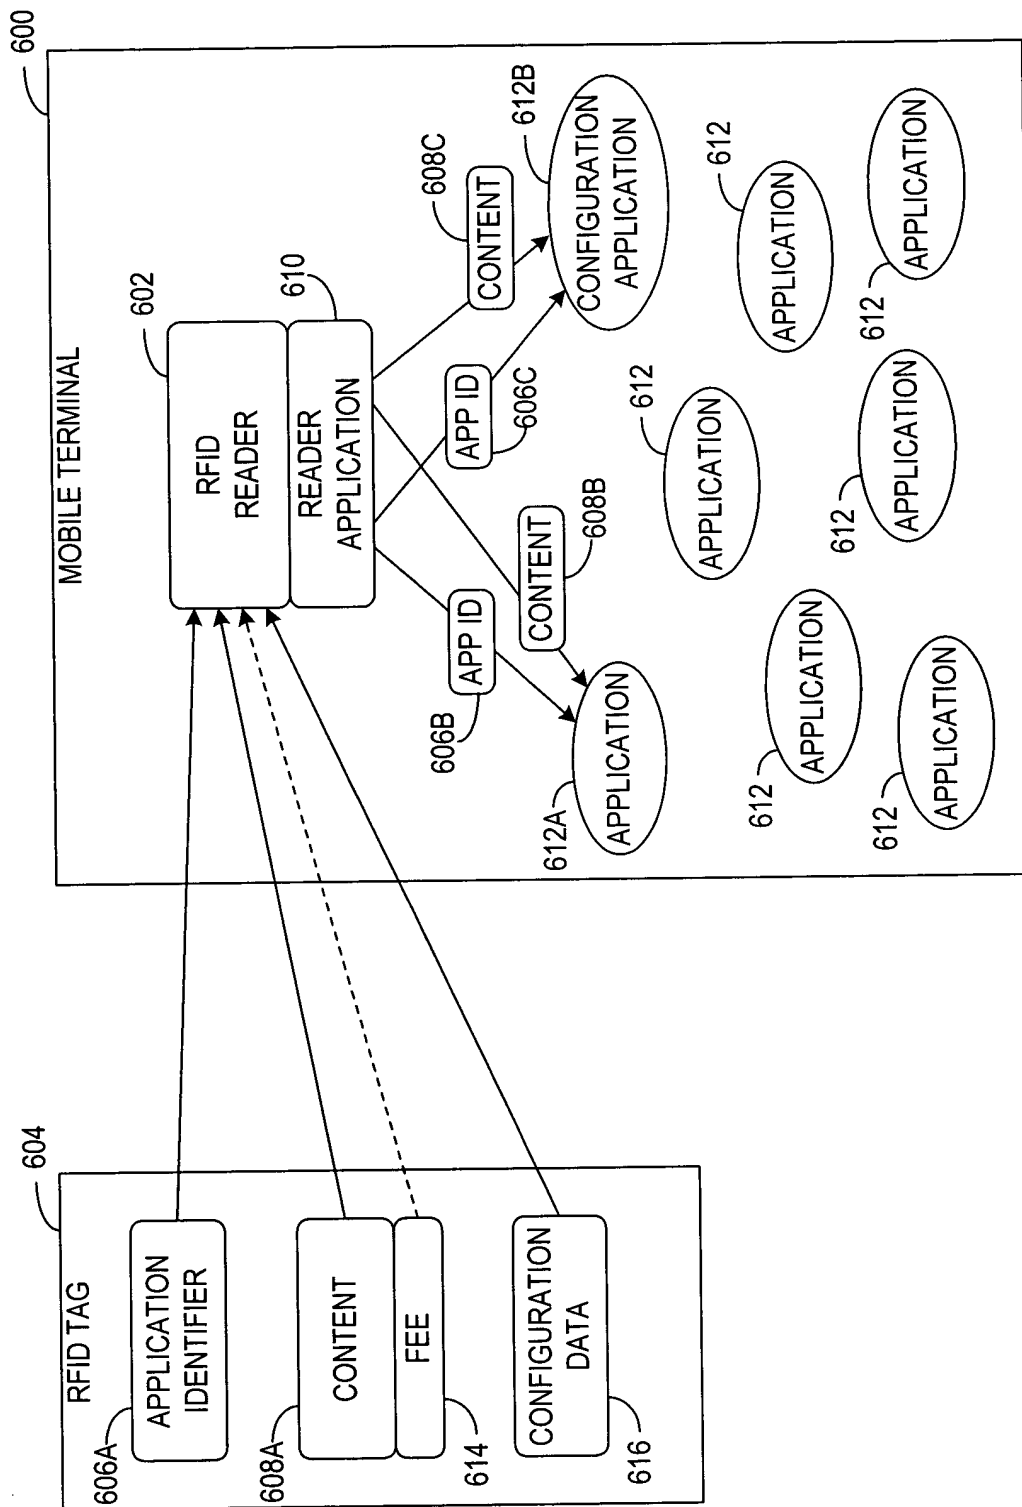 600
MOBILE TERMINAL
602
RFID
READER
610
READER
APPLICATION
606B
APP ID
APP ID
606C
CONTENT
608C
CONTENT
608B
612A
APPLICATION
CONFIGURATION
APPLICATION
612B
612
APPLICATION
612
APPLICATION
612
APPLICATION
612
APPLICATION
612
APPLICATION
612
APPLICATION
604
RFID TAG
606A
APPLICATION
IDENTIFIER
608A
CONTENT
FEE
614
CONFIGURATION
DATA
616